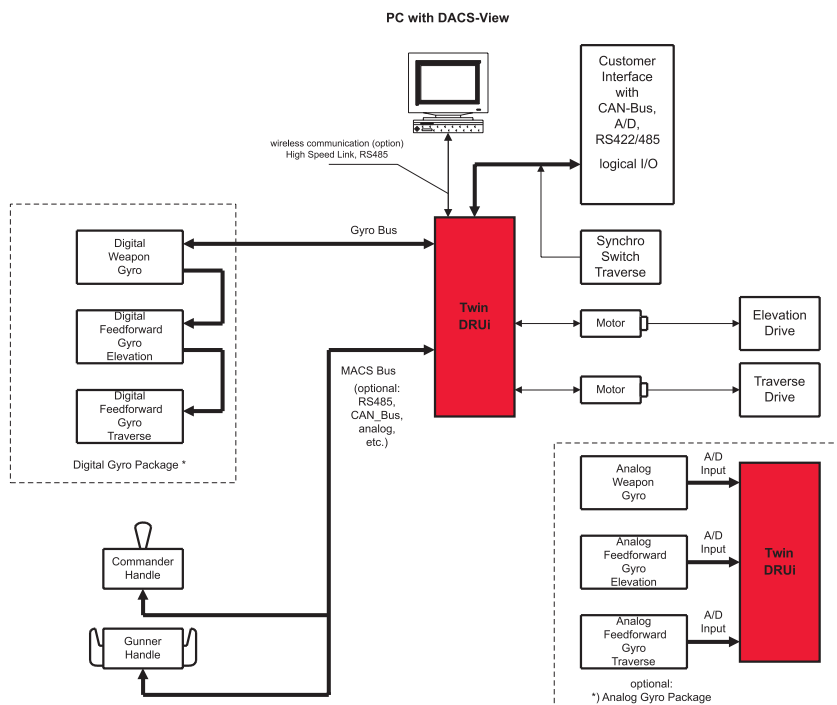 PC with DACS-View
Customer
Interface
with
CAN-Bus,
A/D,
RS422/485
logical I/O
wireless communication (option)
High Speed Link, RS485
Gyro Bus
Digital
Weapon
Gyro
Synchro
Switch
Traverse
Digital
Feedforward
Gyro
Elevation
Twin
DRUi
Motor
Elevation
Drive
MACS Bus
(optional:
RS485,
CAN_Bus,
analog,
etc.)
Motor
Traverse
Drive
Digital
Feedforward
Gyro
Traverse
Digital Gyro Package *
Analog
Weapon
Gyro
A/D
Input
Analog
Feedforward
Gyro
Elevation
A/D
Input
Twin
DRUi
Commander
Handle
Gunner
Handle
Analog
Feedforward
Gyro
Traverse
A/D
Input
optional:
*) Analog Gyro Package